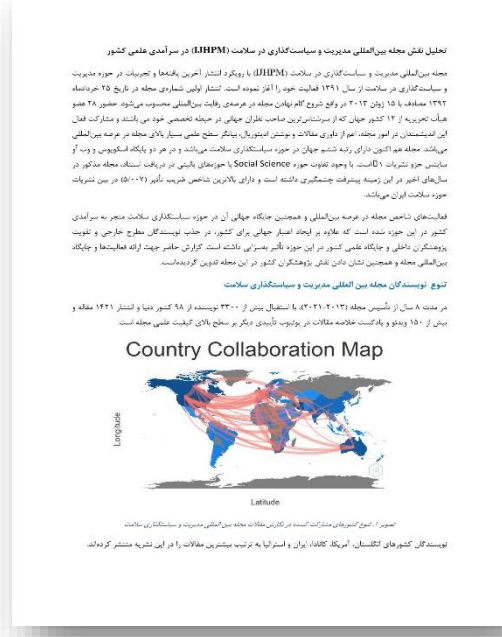 تحلیل نقش مجله بین‌المللی مدیریت و سیاست‌گذاری در سلامت (IJHPM) در سرآمدی علمی کشور
مجله بین‌المللی مدیریت و سیاست‌گذاری در سلامت (IJHPM) با رویکرد انتشار آخرین یافته‌ها و تجربیات در حوزه مدیریت
و سیاست‌گذاری در سلامت از سال ۱۳۹۱ فعالیت خود را آغاز نموده است. انتشار اولین شماره‌ی مجله در تاریخ ۲۵ خردادماه
۱۳۹۲ مصادف با ۱۵ ژوئن ۲۰۱۳ در واقع شروع گام نهادن مجله در عرصه‌ی رقابت بین‌المللی محسوب می‌شود. حضور ۲۸ عضو
هیأت تحریریه از ۱۲ کشور جهان که از سرشناس‌ترین صاحب نظران جهانی در حیطه تخصصی خود می باشند و مشارکت فعال
این اندیشمندان در امور مجله، اعم از داوری مقالات و نوشتن ادیتوریال، بیانگر سطح علمی بسیار بالای مجله در عرصه بین‌المللی
می‌باشد. مجله هم اکنون دارای رتبه ششم جهان در حوزه سیاستگذاری سلامت می‌باشد و در هر دو پایگاه اسکوپوس و وب آو
ساینس جزو نشریات ۱ است. با وجود تفاوت حوزه Social Science با حوزه‌های بالینی در دریافت استناد، مجله مذکور در
سال‌های اخیر در این زمینه پیشرفت چشمگیری داشته است و دارای بالاترین شاخص ضریب تأثیر (۵/۰۰۷) در بین نشریات
حوزه سلامت ایران می‌باشد.
فعالیت‌های شاخص مجله در عرصه بین‌المللی و همچنین جایگاه جهانی آن در حوزه سیاستگذاری سلامت منجر به سرآمدی
کشور در این حوزه شده است که علاوه بر ایجاد اعتبار جهانی برای کشور، در جذب نویسندگان مطرح خارجی و تقویت
پژوهشگران داخلی و جایگاه علمی کشور در این حوزه تأثیر به‌سزایی داشته است. گزارش حاضر جهت ارائه فعالیت‌ها و جایگاه
بین‌المللی مجله و همچنین نشان دادن نقش پژوهشگران کشور در این مجله تدوین گردیده‌است.
تنوع نویسندگان مجله بین المللی مدیریت و سیاستگذاری سلامت
در مدت ۸ سال از تأسیس مجله (۲۰۱۳-۲۰۲۱)، با استقبال بیش از ۳۳۰۰ نویسنده از ۹۸ کشور دنیا و انتشار ۱۴۲۱ مقاله و
بیش از ۱۵۰ ویدئو و پادکست خلاصه مقالات در یوتیوب تأییدی دیگر بر سطح بالای کیفیت علمی مجله است.
Country Collaboration Map
Longitude
Latitude
تصویر ۱. تنوع کشورهای مشارکت کننده در نگارش مقالات مجله بین المللی مدیریت و سیاستگذاری سلامت
نویسندگان کشورهای انگلستان، آمریکا، کانادا، ایران و استرالیا به ترتیب بیشترین مقالات را در این نشریه منتشر کرده‌اند.